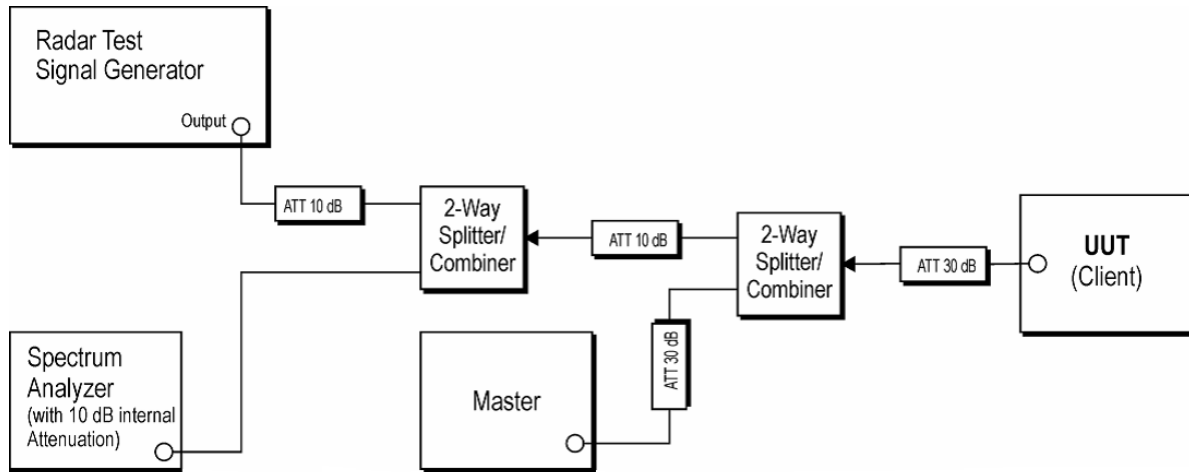 Radar Test
Signal Generator
Output
ATT 10 dB
2-Way
Splitter/
Combiner
ATT 10 dB
2-Way
Splitter/
Combiner
ATT 30 dB
UUT
(Client)
Spectrum
Analyzer
(with 10 dB internal
Attenuation)
Master
ATT 30 dB